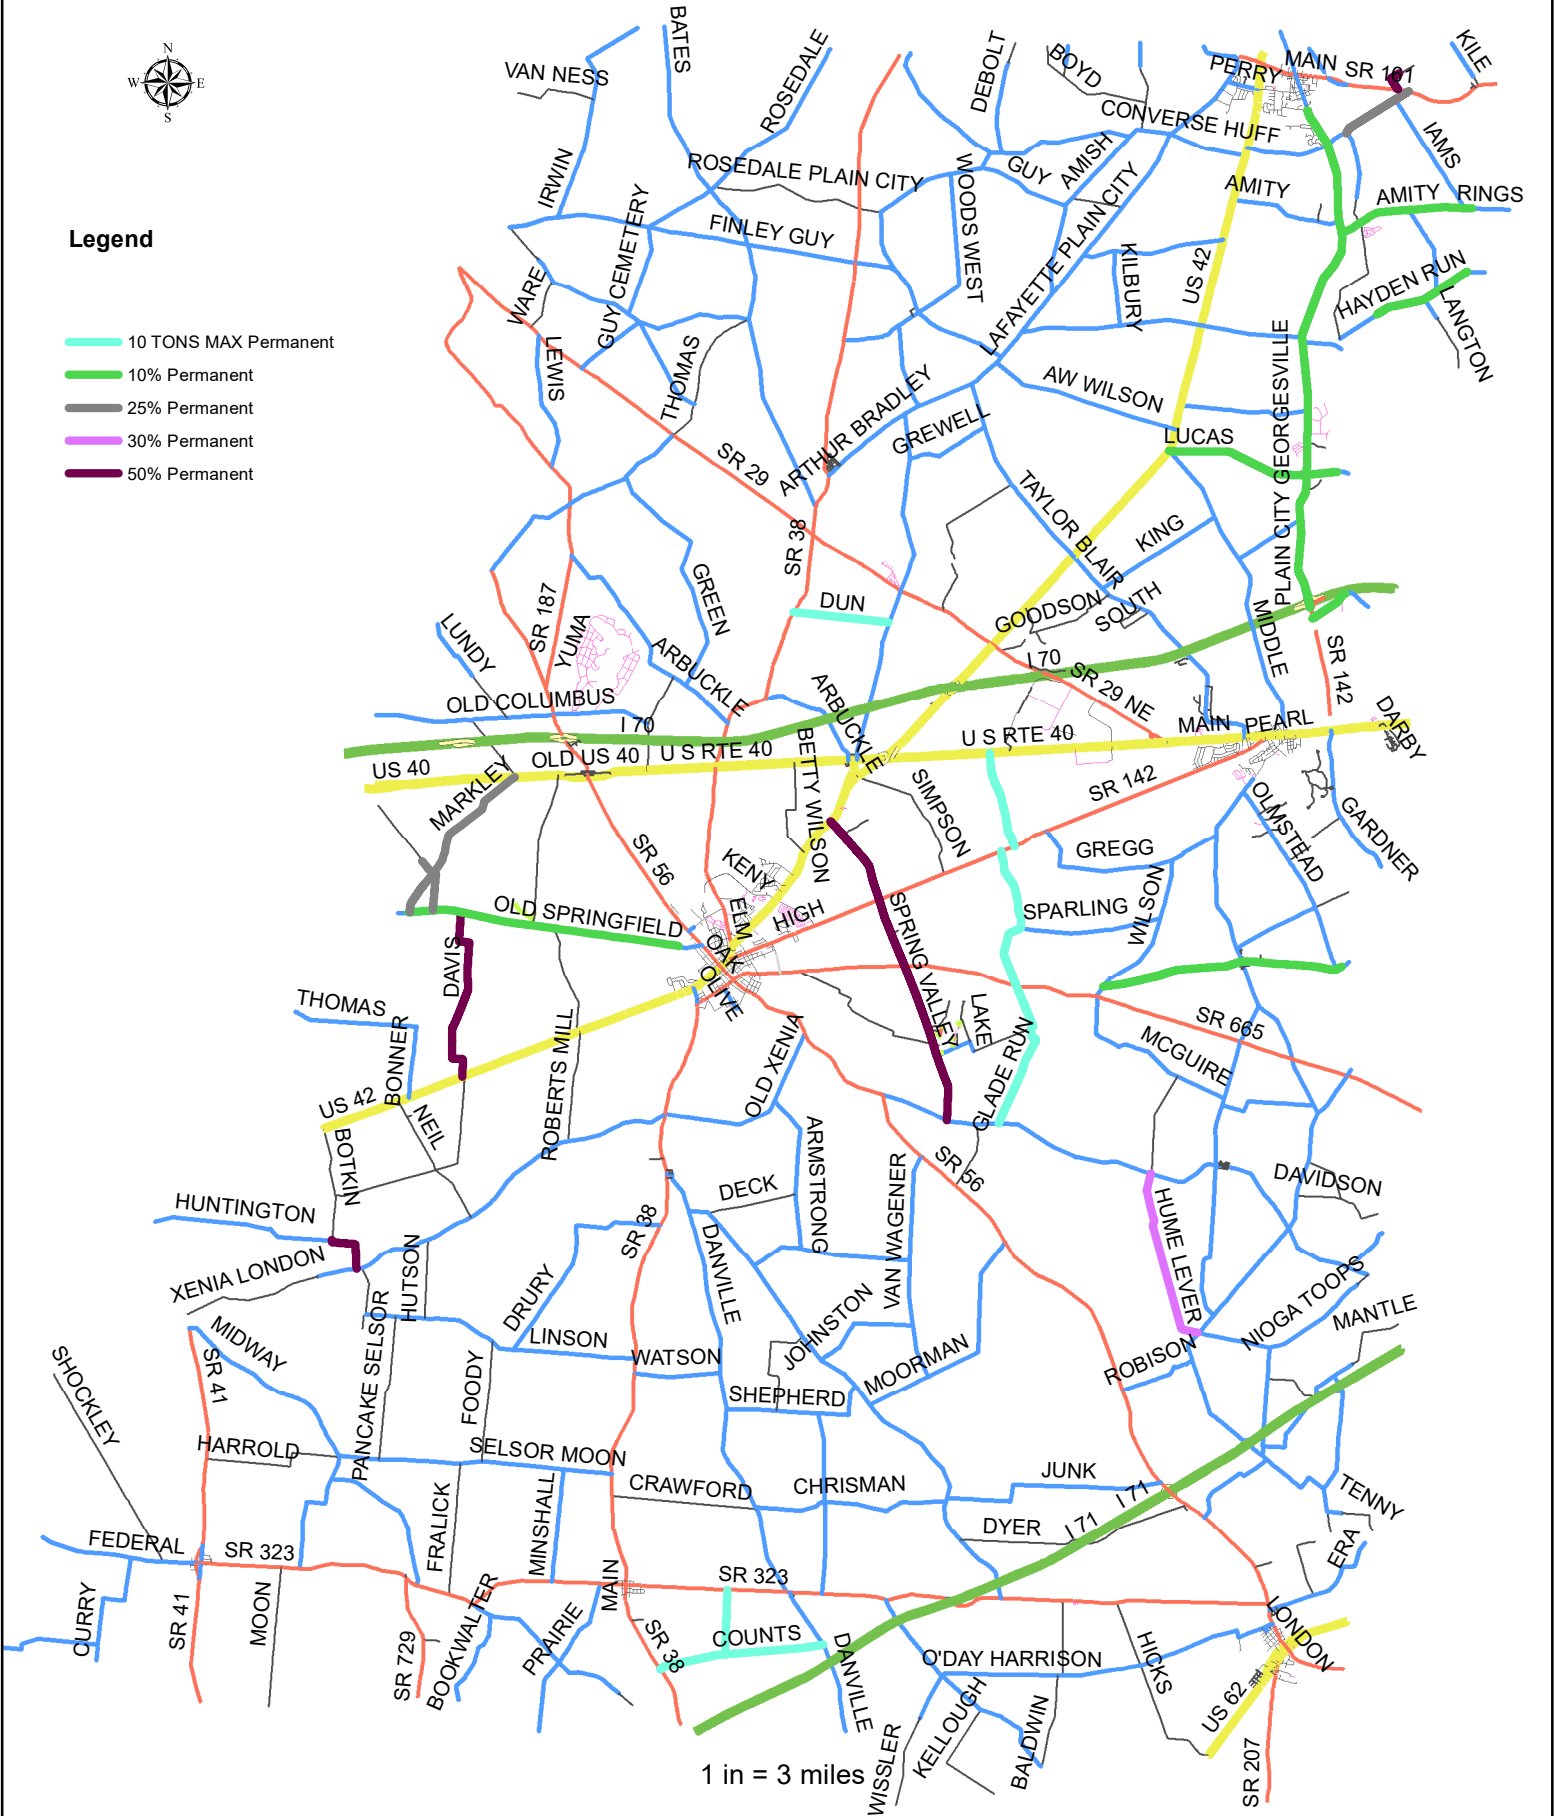 N
W
E
S
BATES
VAN NESS
ROSEDALE
DEBOLT
BOYD
PERRY
MAIN
SR 161
KILE
CONVERSE HUFF
IAMS
IRWIN
ROSEDALE PLAIN CITY
WOODS WEST
GUY
AMISH
AMITY
AMITY
RINGS
Legend
GUY CEMETERY
FINLEY GUY
LAFAYETTE PLAIN CITY
KILBURY
US 42
HAYDEN RUN
LANGTON
WARE
10 TONS MAX Permanent
10% Permanent
25% Permanent
30% Permanent
50% Permanent
LEWIS
THOMAS
ARTHUR BRADLEY
GREWELL
AW WILSON
LUCAS
PLAIN CITY GEORGESVILLE
SR 29
SR 38
TAYLOR BLAIR
KING
GREEN
DUN
GOODSON
SOUTH
MIDDLE
LUNDY
SR 187
YUMA
ARBUCKLE
I 70
SR 29 NE
SR 142
OLD COLUMBUS
I 70
ARBUCKLE
MAIN
PEARL
DARBY
US 40
OLD US 40
U S RTE 40
U S RTE 40
BETTY WILSON
SIMPSON
SR 142
MARKLEY
OLMSTEAD
GARDNER
SR 56
KENY
GREGG
OLD SPRINGFIELD
ELM
HIGH
SPARLING
WILSON
DAVIS
OAK
OLIVE
SPRING VALLEY
LAKE
THOMAS
BONNER
ROBERTS MILL
OLD XENIA
GLADE RUN
SR 665
MCGUIRE
US 42
NEIL
BOTKIN
ARMSTRONG
SR 56
DAVIDSON
HUNTINGTON
DECK
VAN WAGENER
HUME LEVER
SR 38
DANVILLE
XENIA LONDON
HUTSON
DRURY
JOHNSTON
NIOGA TOOPS
MANTLE
MIDWAY
SR 41
PANCAKE SELSOR
LINSON
WATSON
MOORMAN
ROBISON
SHOCKLEY
FOODY
SHEPHERD
HARROLD
SELSOR MOON
CRAWFORD
CHRISMAN
JUNK
I 71
TENNY
FRALICK
MINSHALL
DYER
I 71
ERA
FEDERAL
SR 323
SR 323
CURRY
SR 41
MOON
SR 729
BOOKWALTER
PRAIRIE
MAIN
SR 38
COUNTS
DANVILLE
O'DAY HARRISON
HICKS
LONDON
US 62
WISSLER
KELLOUGH
BALDWIN
SR 207
1 in = 3 miles